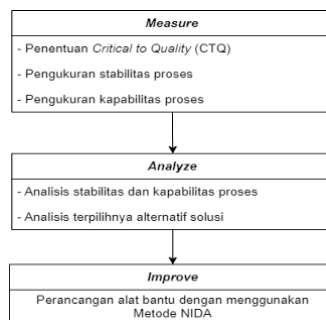 Measure
- Penentuan Critical to Quality (CTQ)
- Pengukuran stabilitas proses
- Pengukuran kapabilitas proses
Analyze
- Analisis stabilitas dan kapabilitas proses
- Analisis terpilihnya alternatif solusi
Improve
Perancangan alat bantu dengan menggunakan
Metode NIDA